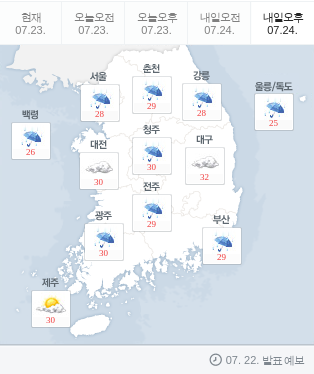 현재 오늘오전 오늘오후 내일오전 내일오후
07.23. 07.23. 07.23. 07.24. 07.24.
춘천
29
서울
28
강릉
28
울릉/독도
25
백령
26
청주
30
대구
32
대전
30
전주
29
광주
30
부산
29
제주
30
07. 22. 발표 예보